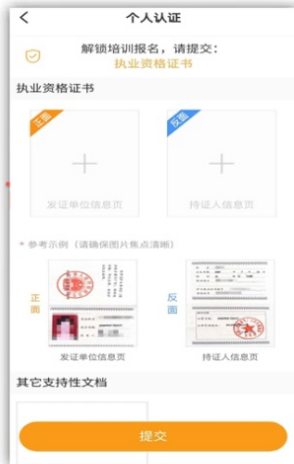 个人认证
解锁培训报名，请提交：
执业资格证书
执业资格证书
正面
反面
发证单位信息页
持证人信息页
* 参考示例（请确保图片焦点清晰）
正面
反面
发证单位信息页
持证人信息页
其它支持性文档
提交